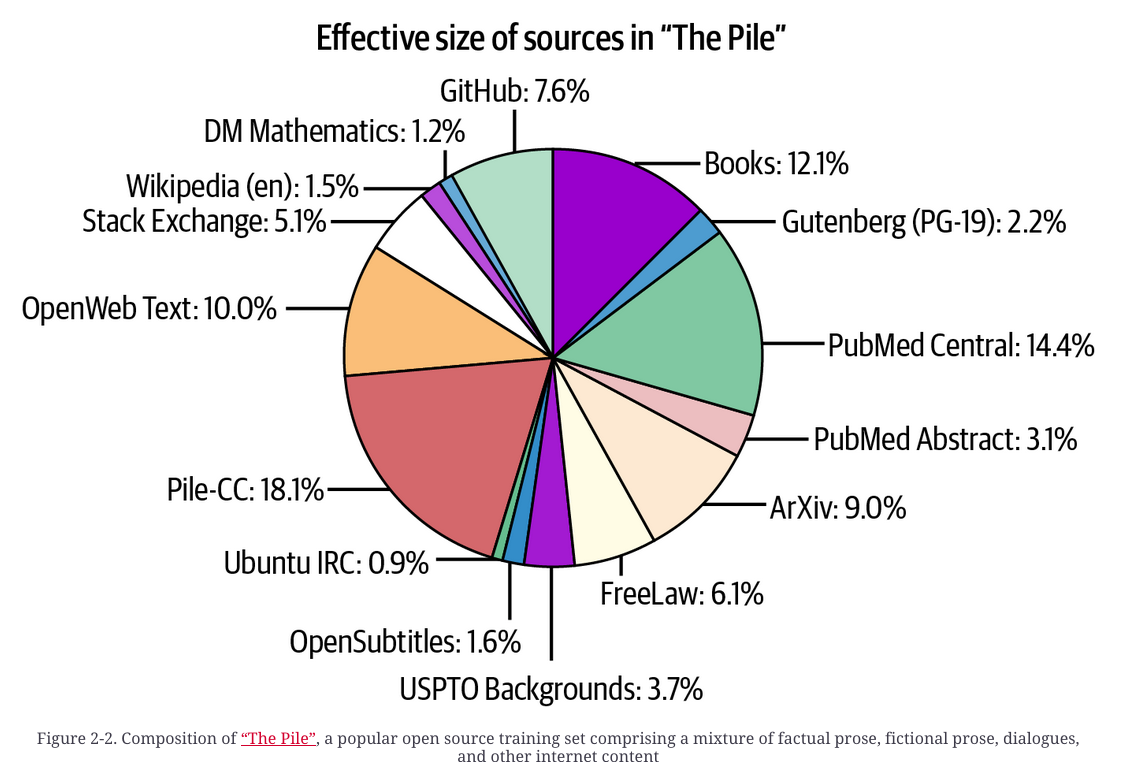 Effective size of sources in “The Pile”
GitHub: 7.6%
DM Mathematics: 1.2%
Books: 12.1%
Wikipedia (en): 1.5%
Stack Exchange: 5.1%
Gutenberg (PG-19): 2.2%
OpenWeb Text: 10.0%
PubMed Central: 14.4%
PubMed Abstract: 3.1%
Pile-CC: 18.1%
ArXiv: 9.0%
Ubuntu IRC: 0.9%
FreeLaw: 6.1%
OpenSubtitles: 1.6%
USPTO Backgrounds: 3.7%
Figure 2-2. Composition of “The Pile”, a popular open source training set comprising a mixture of factual prose, fictional prose, dialogues,
and other internet content